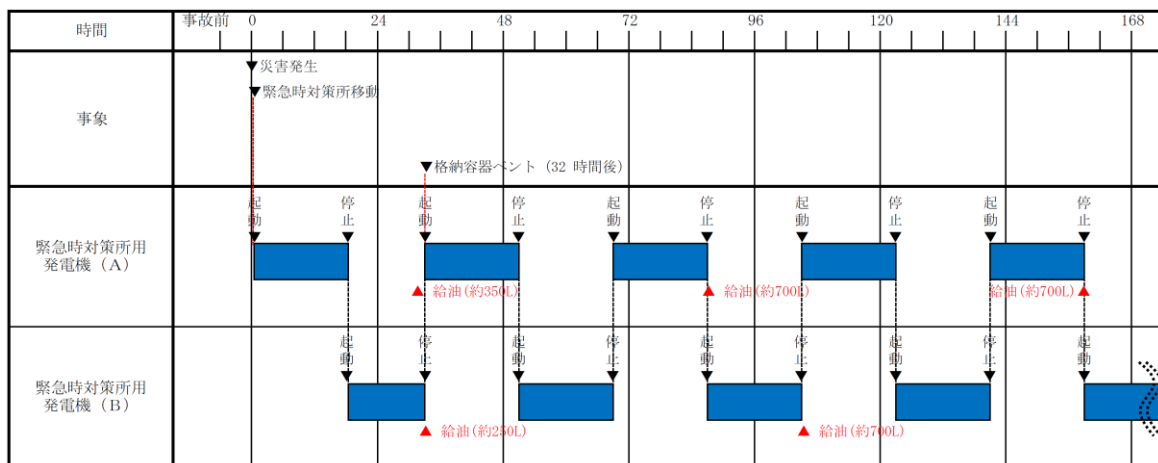 時間
事故前 0 24 48 72 96 120 144 168
事象
▼災害発生
▼緊急時対策所移動
▼格納容器ベント（32 時間後）
緊急時対策所用
発電機（A）
起動 停止 起動 停止 起動 停止 起動 停止 起動 停止
▲ 給油(約350L) ▲ 給油(約700L) 給油(約700L) ▲
緊急時対策所用
発電機（B）
起動 停止 起動 停止 起動 停止 起動 停止 起動
▲ 給油(約250L) ▲ 給油(約700L)